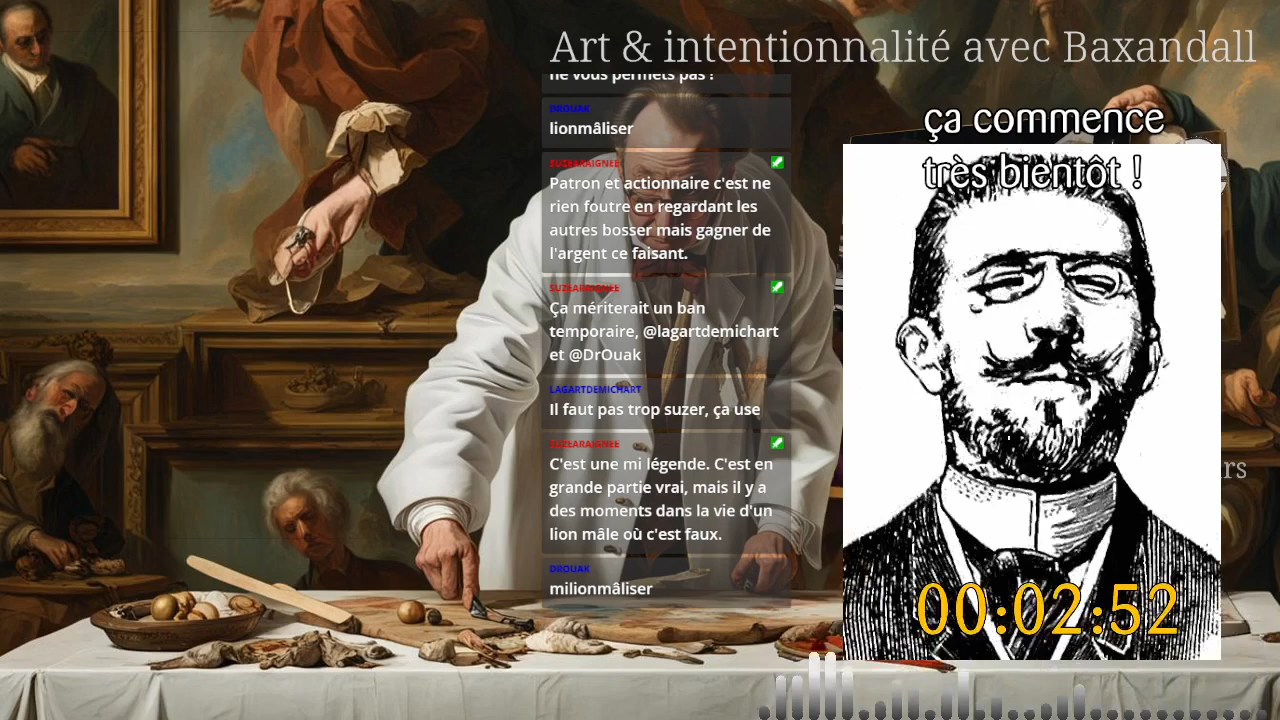 Art & intentionnalité avec Baxandall
ne vous permets pas !
DROUAK
lionmâliser
SUZEARAIGNEE
Patron et actionnaire c'est ne
rien foutre en regardant les
autres bosser mais gagner de
l'argent ce faisant.
SUZEARAIGNEE
Ça mériterait un ban
temporaire, @lagartdemichart
et @DrOuak
LAGARTDEMICHART
Il faut pas trop suzer, ça use
SUZEARAIGNEE
C'est une mi légende. C'est en
grande partie vrai, mais il y a
des moments dans la vie d'un
lion mâle où c'est faux.
DROUAK
milionmâliser
ça commence
très bientôt !
00:02:52